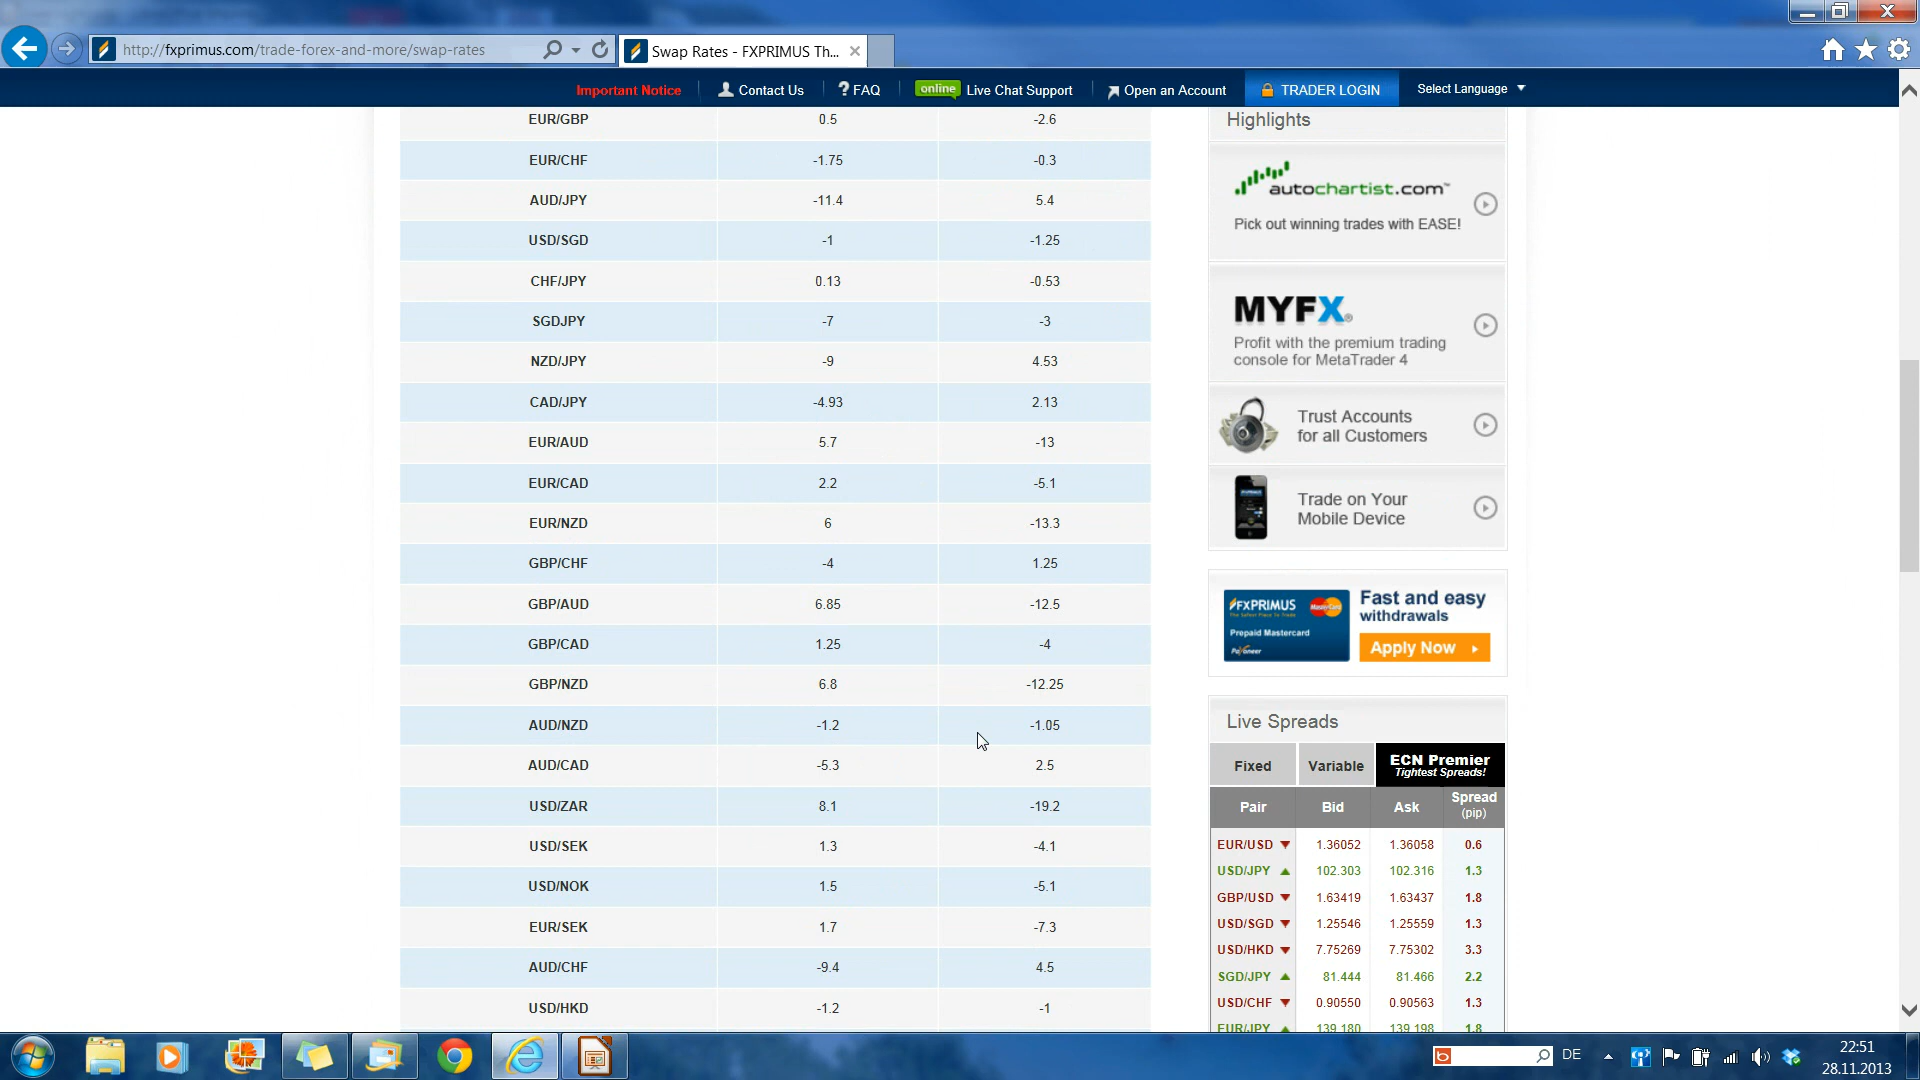 http://fxprimus.com/trade-forex-and-more/swap-rates
Swap Rates - FXPRIMUS Th...
Important Notice
Contact Us
? FAQ
online Live Chat Support
Open an Account
TRADER LOGIN
Select Language
EUR/GBP 0.5 -2.6
EUR/CHF -1.75 -0.3
AUD/JPY -11.4 5.4
USD/SGD -1 -1.25
CHF/JPY 0.13 -0.53
SGDJPY -7 -3
NZD/JPY -9 4.53
CAD/JPY -4.93 2.13
EUR/AUD 5.7 -13
EUR/CAD 2.2 -5.1
EUR/NZD 6 -13.3
GBP/CHF -4 1.25
GBP/AUD 6.85 -12.5
GBP/CAD 1.25 -4
GBP/NZD 6.8 -12.25
AUD/NZD -1.2 -1.05
AUD/CAD -5.3 2.5
USD/ZAR 8.1 -19.2
USD/SEK 1.3 -4.1
USD/NOK 1.5 -5.1
EUR/SEK 1.7 -7.3
AUD/CHF -9.4 4.5
USD/HKD -1.2 -1
Highlights
autochartist.com™
Pick out winning trades with EASE!
MYFX®
Profit with the premium trading
console for MetaTrader 4
Trust Accounts
for all Customers
Trade on Your
Mobile Device
FXPRIMUS
MasterCard
Prepaid Mastercard
Payoneer
Fast and easy
withdrawals
Apply Now
Live Spreads
Fixed Variable ECN Premier
Tightest Spreads!
Pair Bid Ask Spread
(pip)
EUR/USD 1.36052 1.36058 0.6
USD/JPY 102.303 102.316 1.3
GBP/USD 1.63419 1.63437 1.8
USD/SGD 1.25546 1.25559 1.3
USD/HKD 7.75269 7.75302 3.3
SGD/JPY 81.444 81.466 2.2
USD/CHF 0.90550 0.90563 1.3
EUR/JPY 139.180 139.198 1.8
DE
22:51
28.11.2013